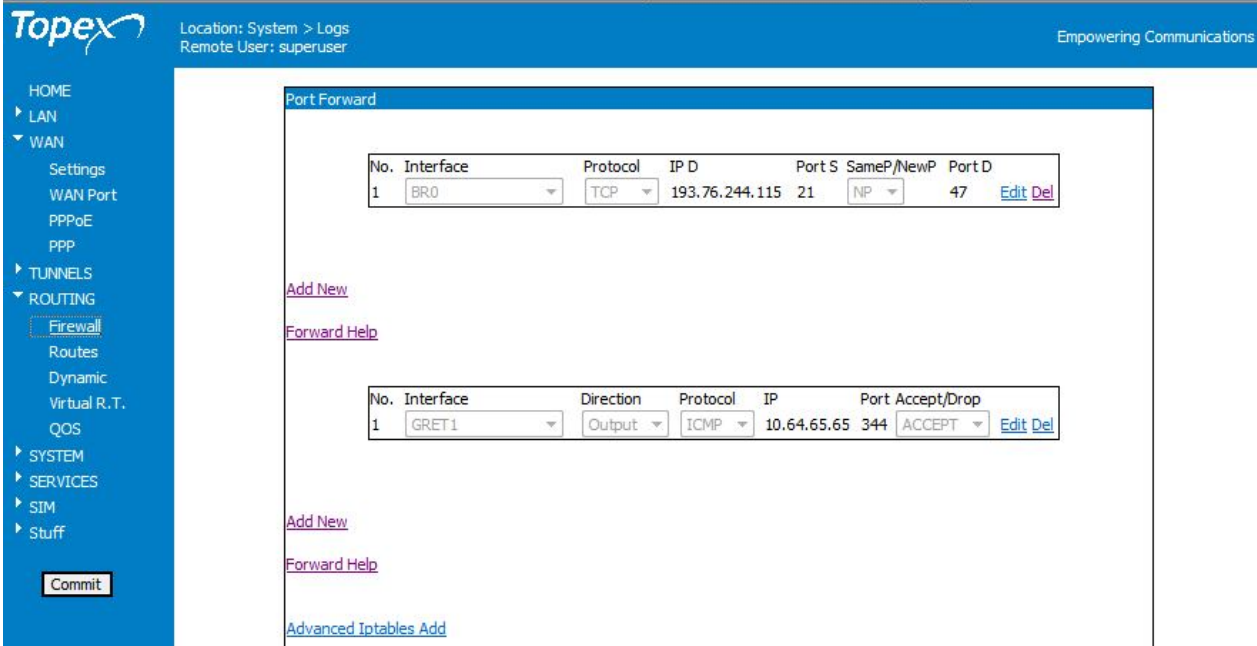 Topex
Location: System > Logs
Remote User: superuser
Empowering Communications
HOME
LAN
WAN
Settings
WAN Port
PPPoE
PPP
TUNNELS
ROUTING
Firewall
Routes
Dynamic
Virtual R.T.
QOS
SYSTEM
SERVICES
SIM
Stuff
Commit
Port Forward
No. Interface Protocol IP D Port S SameP/NewP Port D
1 BR0 TCP 193.76.244.115 21 NP 47 Edit Del
Add New
Forward Help
No. Interface Direction Protocol IP Port Accept/Drop
1 GRET1 Output ICMP 10.64.65.65 344 ACCEPT Edit Del
Add New
Forward Help
Advanced Iptables Add